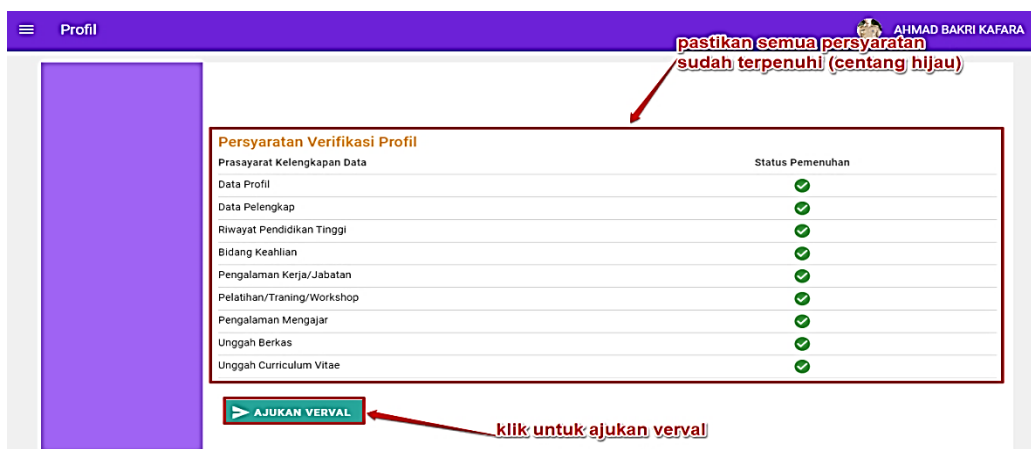 Profil
AHMAD BAKRI KAFARA
pastikan semua persyaratan
sudah terpenuhi (centang hijau)
Persyaratan Verifikasi Profil
Prasayarat Kelengkapan Data Status Pemenuhan
Data Profil
Data Pelengkap
Riwayat Pendidikan Tinggi
Bidang Keahlian
Pengalaman Kerja/Jabatan
Pelatihan/Traning/Workshop
Pengalaman Mengajar
Unggah Berkas
Unggah Curriculum Vitae
AJUKAN VERVAL
klik untuk ajukan verval